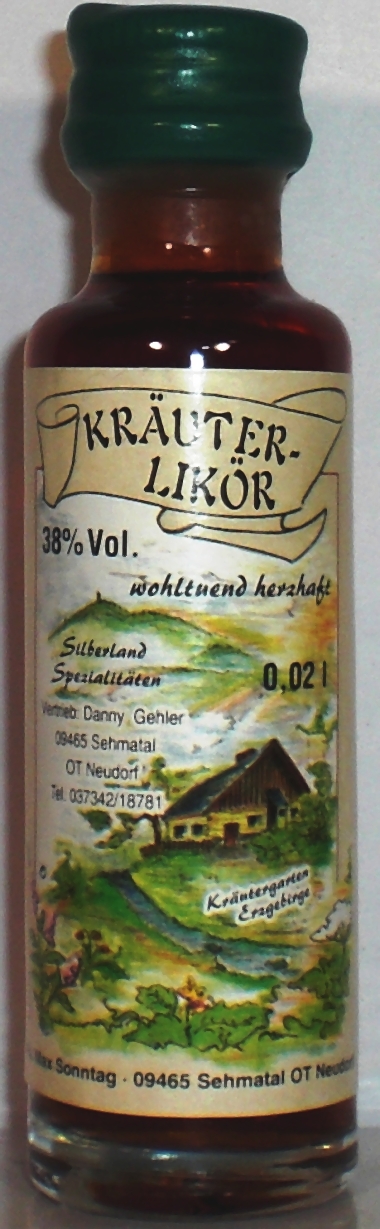 KRÄUTER-
LIKÖR
38% Vol.
wohltuend herzhaft
Silberland
Spezialitäten
0,02 l
Vertrieb: Danny Gehler
09465 Sehmatal
OT Neudorf
Tel. 037342/18781
Kräutergarten
Erzgebirge
Max Sonntag · 09465 Sehmatal OT Neudorf